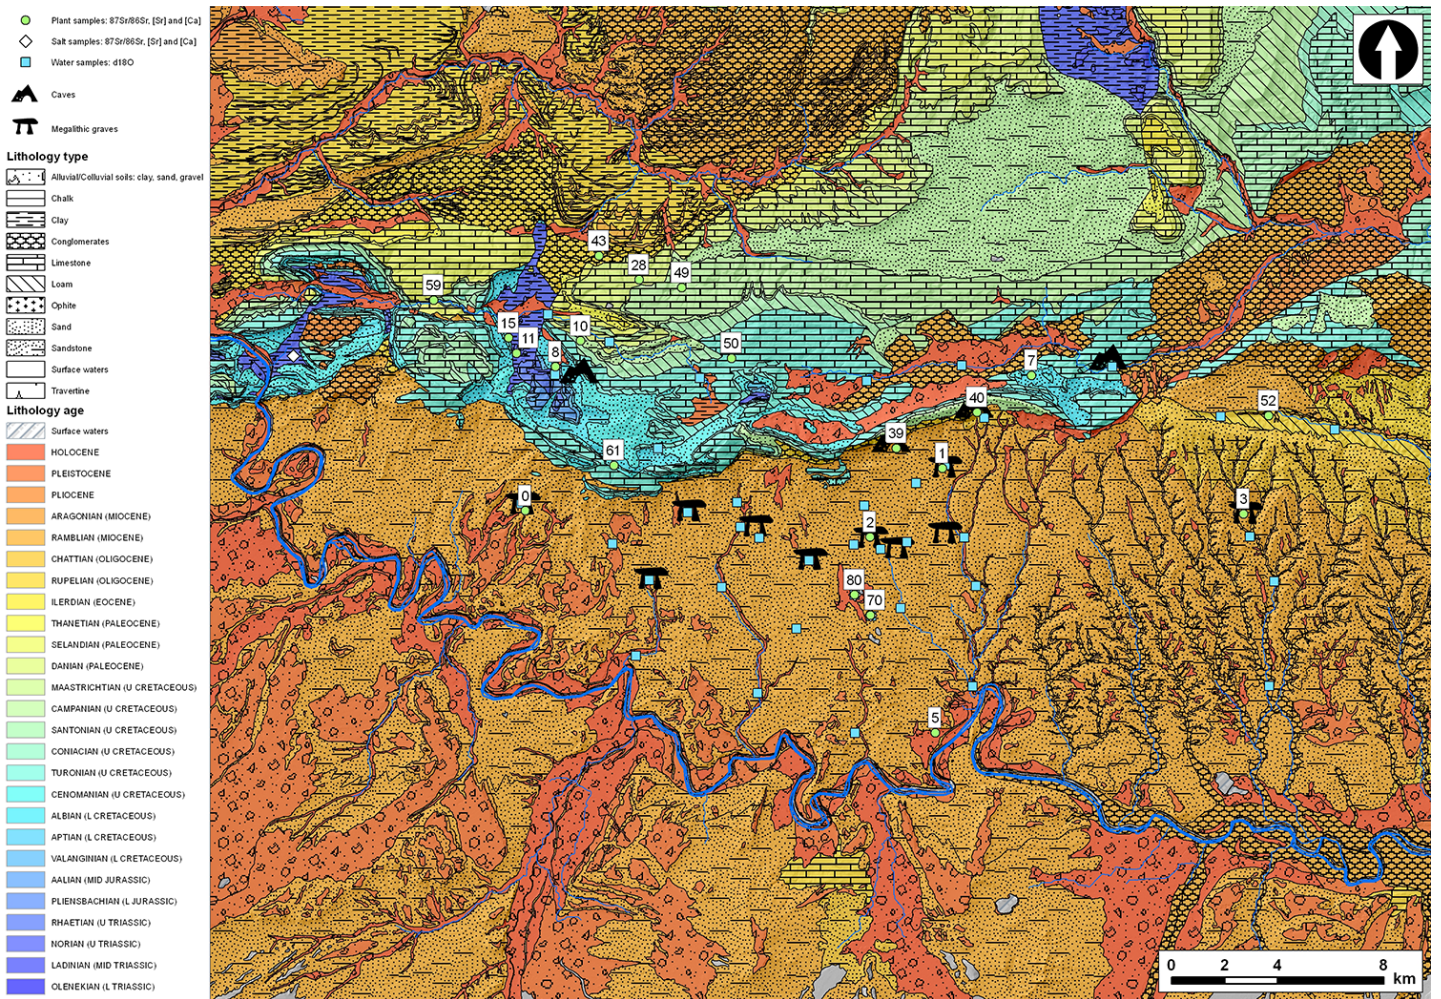 Plant samples: 87Sr/86Sr, [Sr] and [Ca]
Salt samples: 87Sr/86Sr, [Sr] and [Ca]
Water samples: d18O
Caves
Megalithic graves
Lithology type
Alluvial/Colluvial soils: clay, sand, gravel
Chalk
Clay
Conglomerates
Limestone
Loam
Ophite
Sand
Sandstone
Surface waters
Travertine
Lithology age
Surface waters
HOLOCENE
PLEISTOCENE
PLIOCENE
ARAGONIAN (MIOCENE)
RAMBLIAN (MIOCENE)
CHATTIAN (OLIGOCENE)
RUPELIAN (OLIGOCENE)
ILERDIAN (EOCENE)
THANETIAN (PALEOCENE)
SELANDIAN (PALEOCENE)
DANIAN (PALEOCENE)
MAASTRICHTIAN (U CRETACEOUS)
CAMPANIAN (U CRETACEOUS)
SANTONIAN (U CRETACEOUS)
CONIACIAN (U CRETACEOUS)
TURONIAN (U CRETACEOUS)
CENOMANIAN (U CRETACEOUS)
ALBIAN (L CRETACEOUS)
APTIAN (L CRETACEOUS)
VALANGINIAN (L CRETACEOUS)
AALIAN (MID JURASSIC)
PLIENSBACHIAN (L JURASSIC)
RHAETIAN (U TRIASSIC)
NORIAN (U TRIASSIC)
LADINIAN (MID TRIASSIC)
OLENEKIAN (L TRIASSIC)
43
28
49
59
15
10
11
8
50
7
40
52
39
1
61
0
3
2
80
70
5
0 2 4 8 km